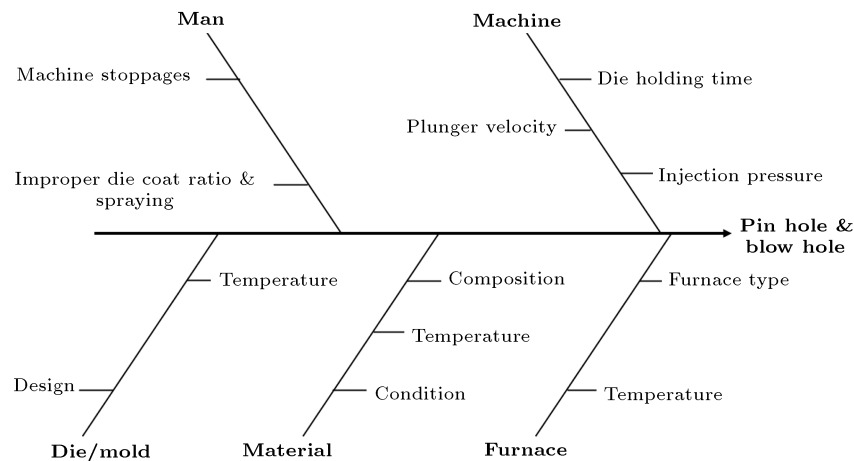 Man
Machine
Machine stoppages
Die holding time
Plunger velocity
Improper die coat ratio &
spraying
Injection pressure
Pin hole &
blow hole
Temperature
Composition
Furnace type
Temperature
Design
Condition
Temperature
Die/mold
Material
Furnace